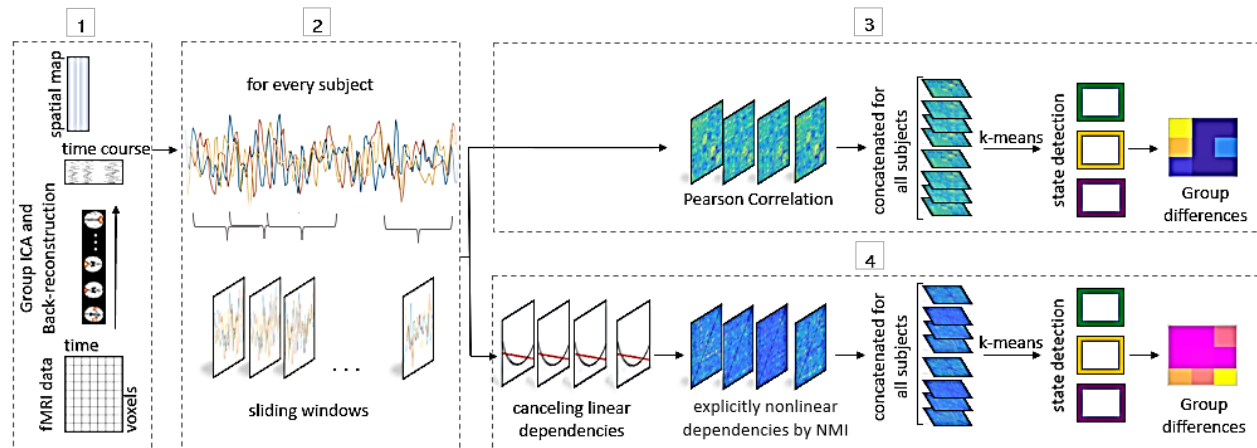 1
spatial map
time course
Group ICA and
Back-reconstruction
time
fMRI data
voxels
2
for every subject
. . .
sliding windows
3
Pearson Correlation
concatenated for
all subjects
k-means
state detection
Group
differences
4
canceling linear
dependencies
explicitly nonlinear
dependencies by NMI
concatenated for
all subjects
k-means
state detection
Group
differences